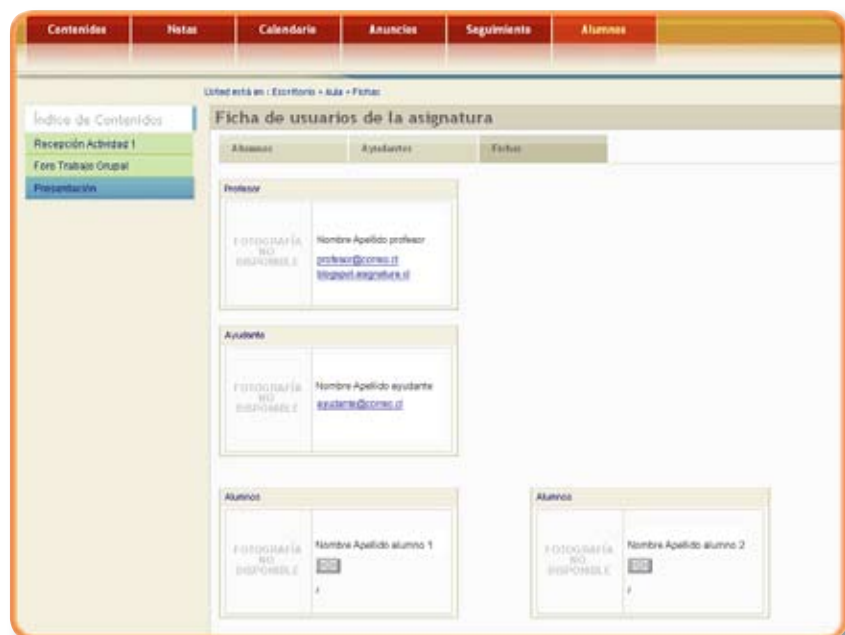 Contenidos Notas Calendario Anuncios Seguimiento Alumnos
Usted está en : Escritorio » Aula » Fichas
Índice de Contenidos
Ficha de usuarios de la asignatura
Recepción Actividad 1
Foro Trabajo Grupal
Presentación
Alumnos Ayudantes Fichas
Profesor
FOTOGRAFÍA
NO
DISPONIBLE
Nombre Apellido profesor
profesor@correo.cl
blogspot.asignatura.cl
Ayudante
FOTOGRAFÍA
NO
DISPONIBLE
Nombre Apellido ayudante
ayudante@correo.cl
Alumnos
FOTOGRAFÍA
NO
DISPONIBLE
Nombre Apellido alumno 1
/
Alumnos
FOTOGRAFÍA
NO
DISPONIBLE
Nombre Apellido alumno 2
/